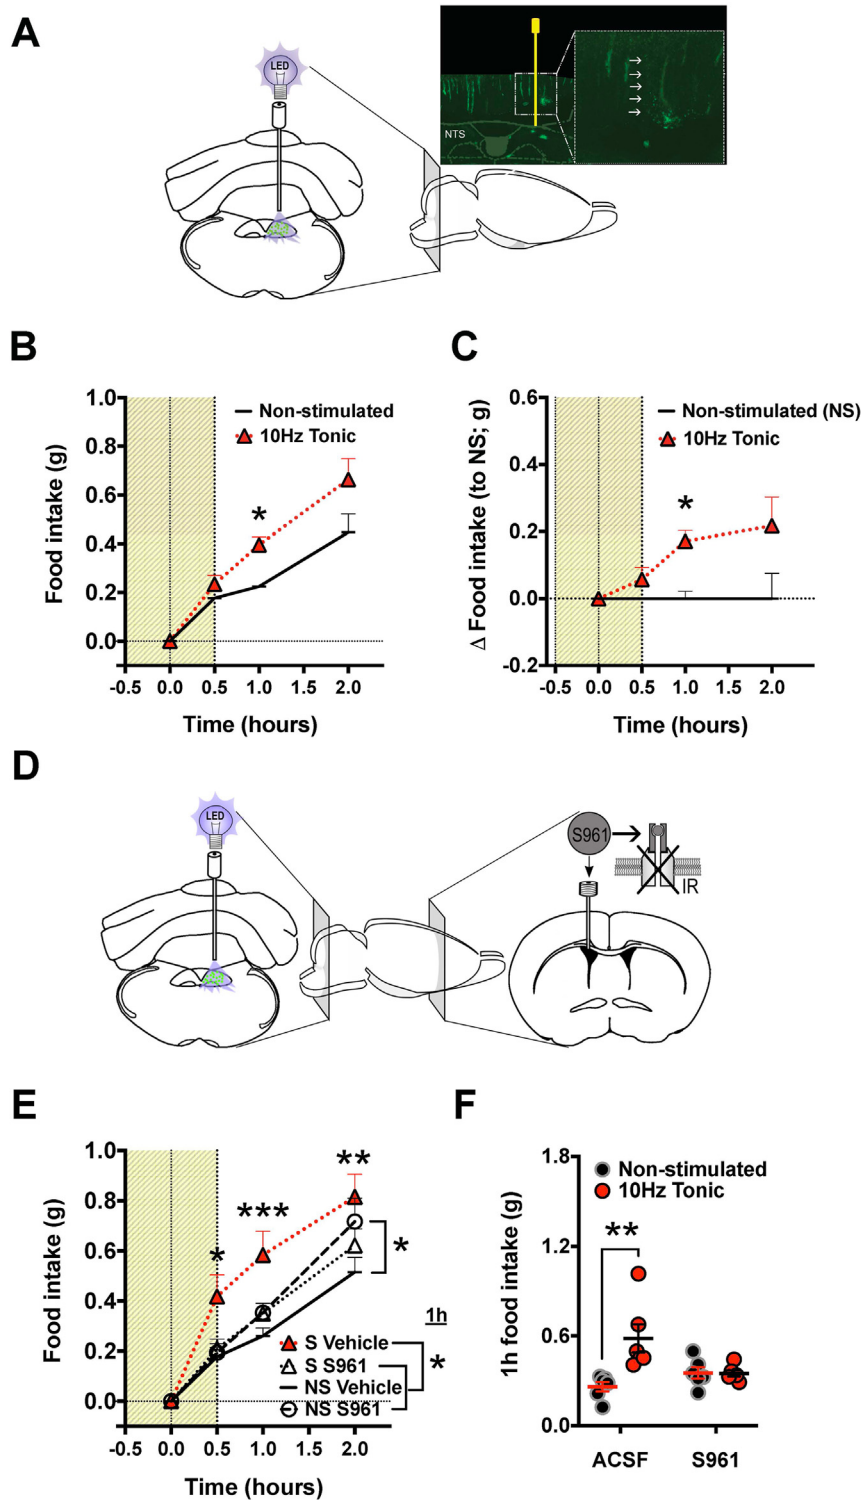 A
LED
NTS
B
Food intake (g)
1.0
0.8
0.6
0.4
0.2
0.0
Non-stimulated
10Hz Tonic
*
-0.5 0.0 0.5 1.0 1.5 2.0
Time (hours)
C
Δ Food intake (to NS; g)
0.6
0.4
0.2
0.0
-0.2
Non-stimulated (NS)
10Hz Tonic
*
-0.5 0.0 0.5 1.0 1.5 2.0
Time (hours)
D
LED
S961
IR
E
Food intake (g)
1.0
0.8
0.6
0.4
0.2
0.0
*
***
**
*
1h
S Vehicle
S S961
NS Vehicle
NS S961
*
-0.5 0.0 0.5 1.0 1.5 2.0
Time (hours)
F
1h food intake (g)
1.8
1.2
0.6
0.0
Non-stimulated
10Hz Tonic
**
ACSF S961